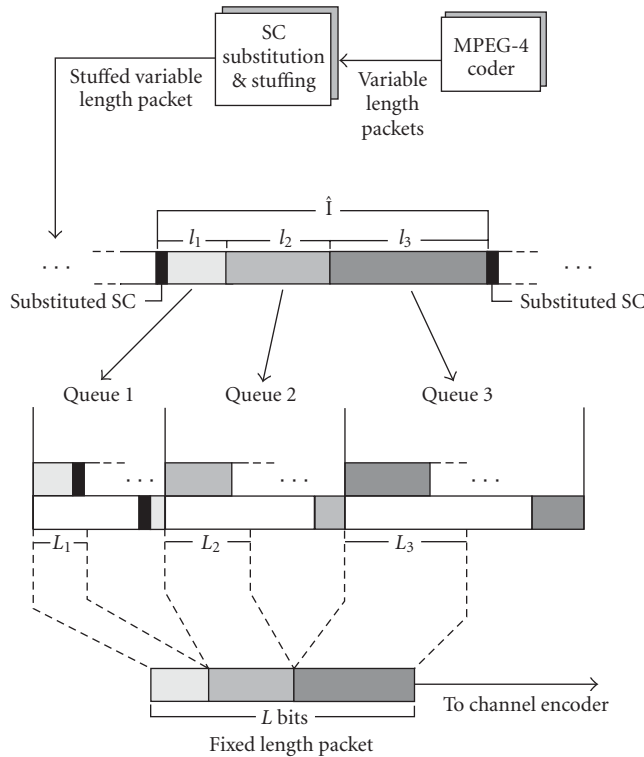 SC
substitution
& stuffing
MPEG-4
coder
Stuffed variable
length packet
Variable
length
packets
Î
l1 l2 l3
. . . . . .
Substituted SC Substituted SC
Queue 1 Queue 2 Queue 3
. . . . . . . . .
L1 L2 L3
L bits
To channel encoder
Fixed length packet